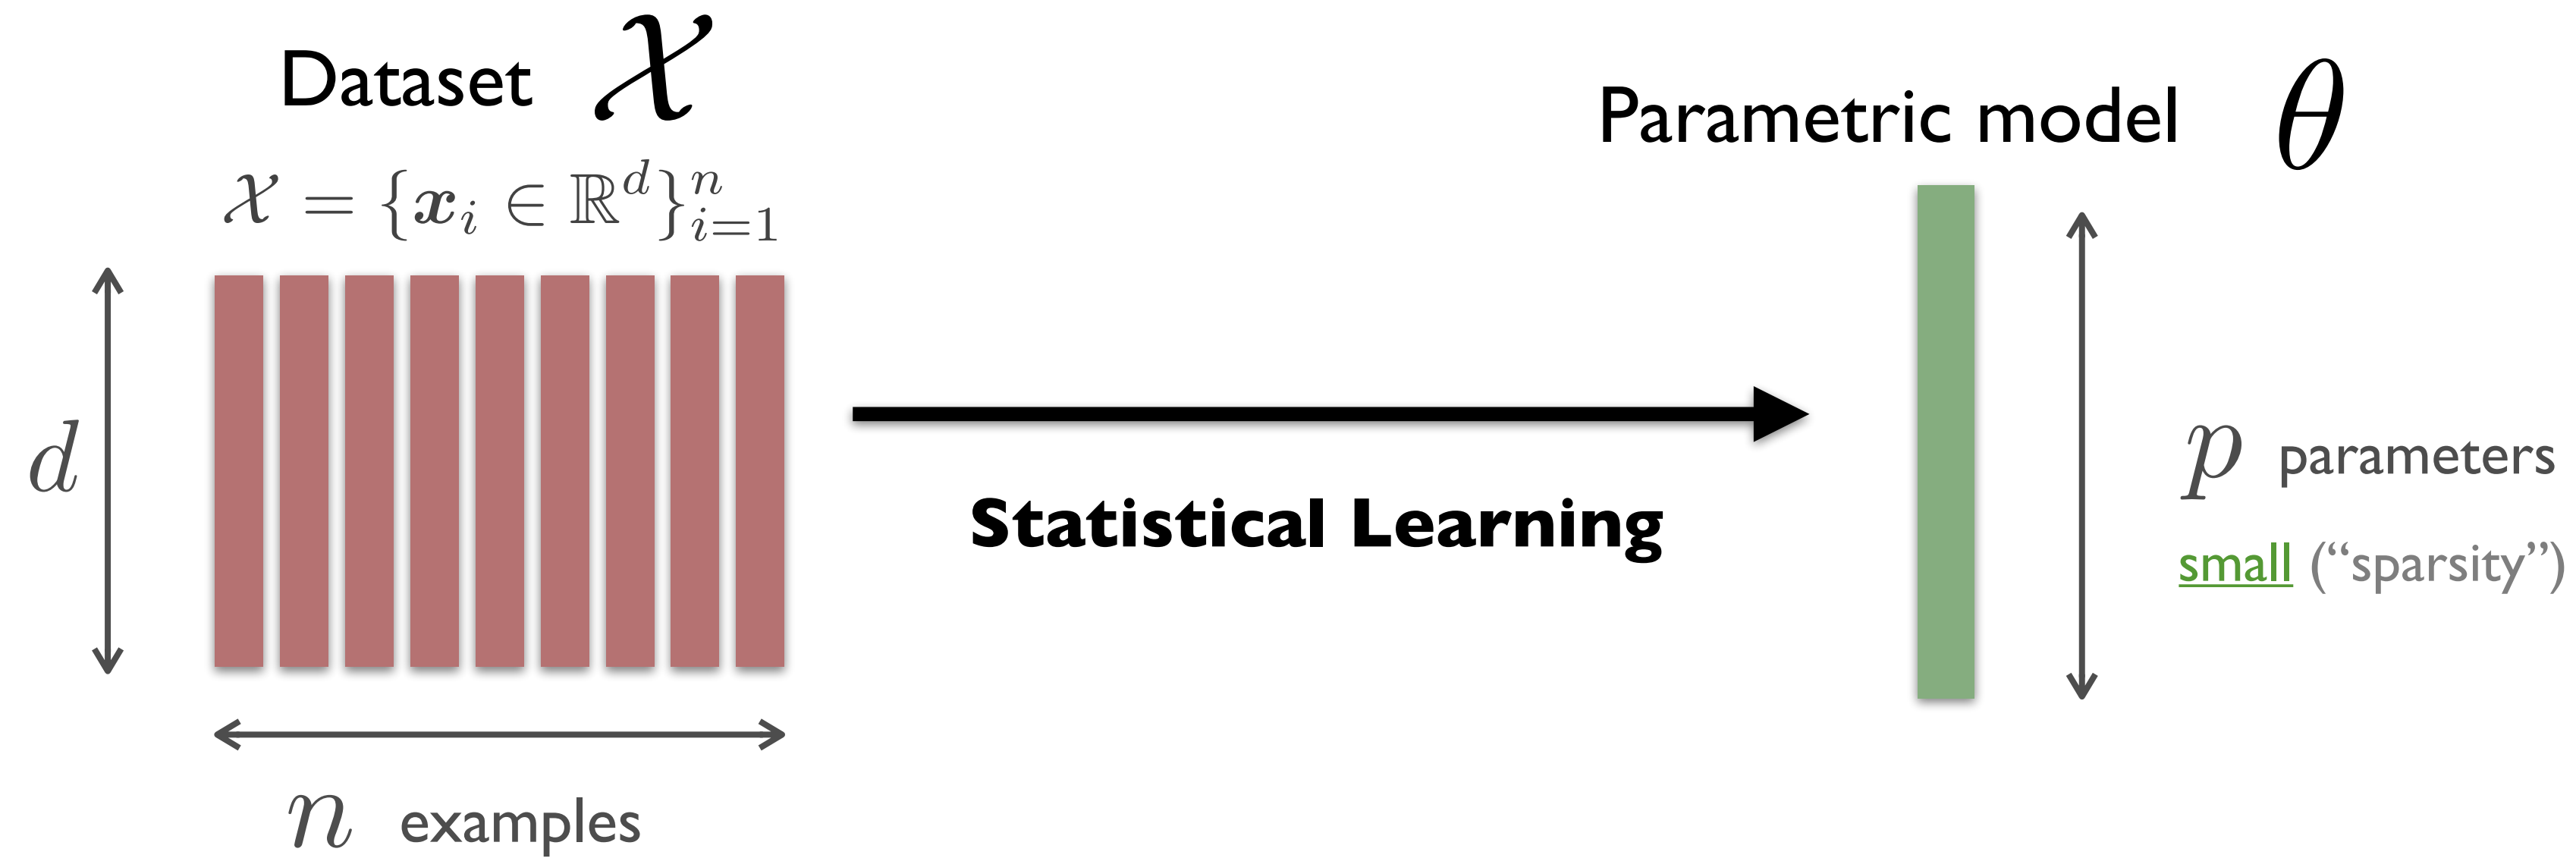 Dataset 𝒳
𝒳 = {𝒙ᵢ ∈ ℝᵈ}ⁿᵢ₌₁
d
n examples
Statistical Learning
Parametric model θ
p parameters
small (“sparsity”)